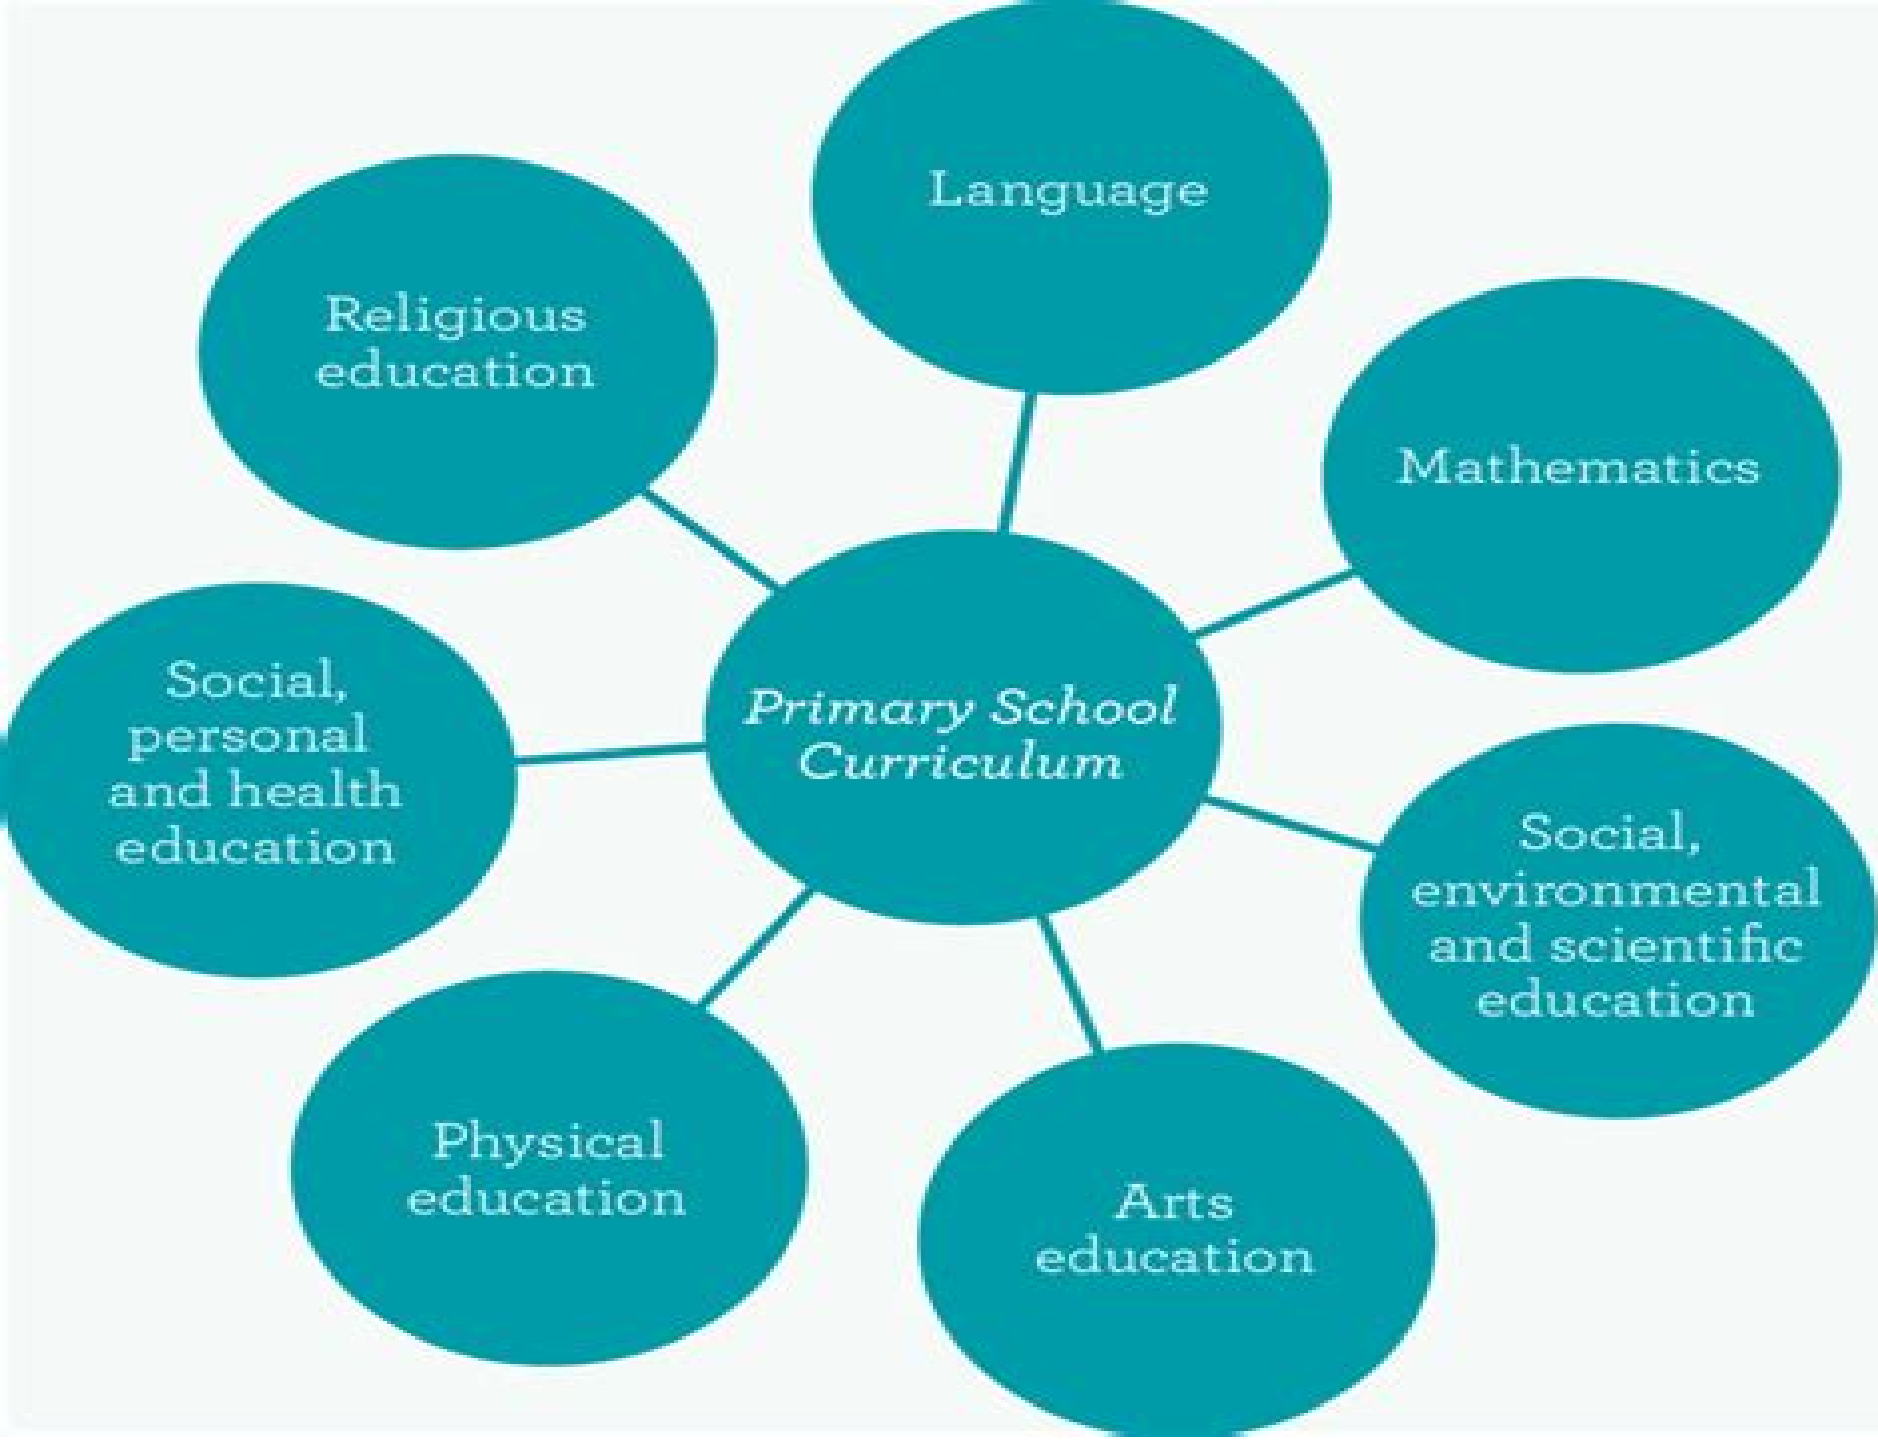 Language
Religious
education
Mathematics
Social,
personal
and health
education
Primary School
Curriculum
Social,
environmental
and scientific
education
Physical
education
Arts
education